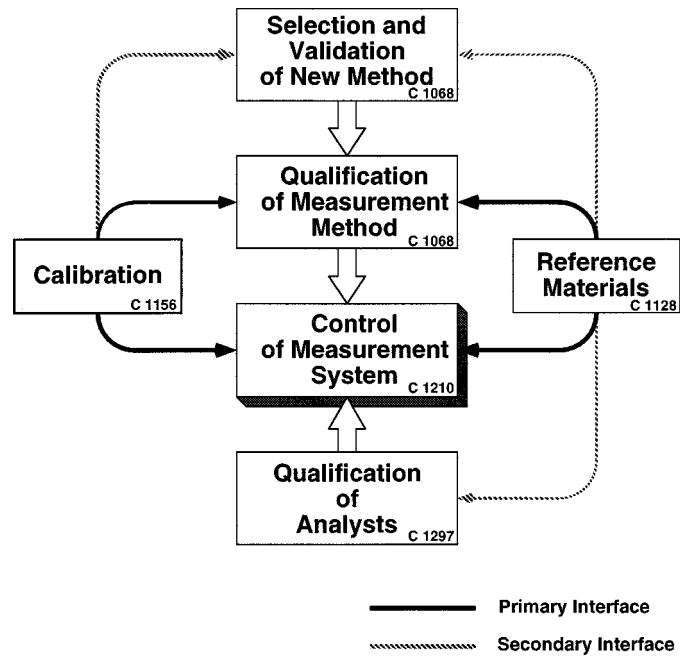 Selection and
Validation
of New Method
C 1068
Qualification
of Measurement
Method
C 1068
Calibration
C 1156
Reference
Materials
C 1128
Control
of Measurement
System
C 1210
Qualification
of
Analysts
C 1297
Primary Interface
Secondary Interface